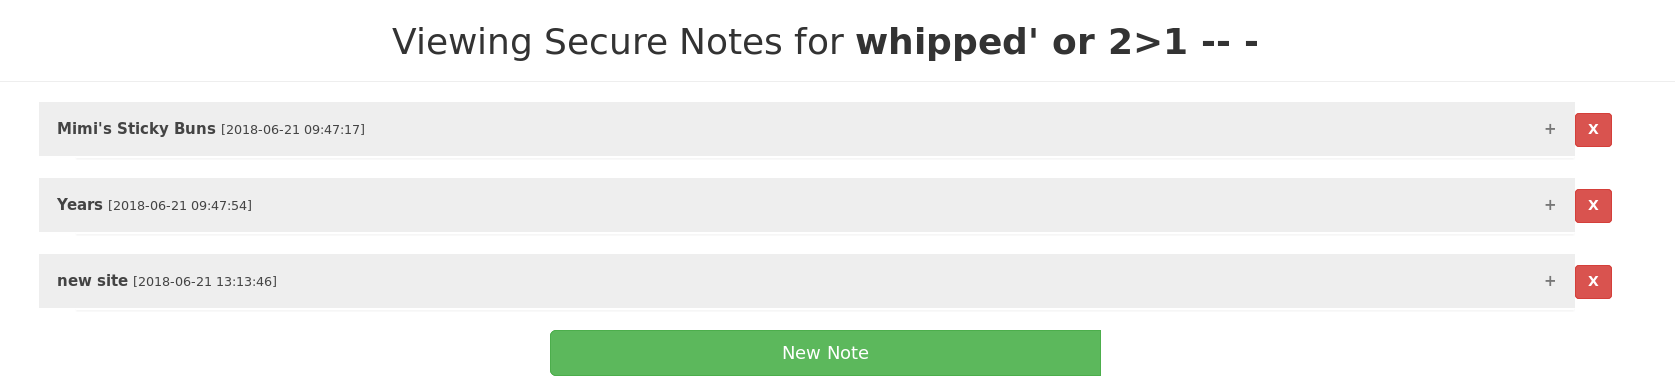 Viewing Secure Notes for whipped' or 2>1 -- -
Mimi's Sticky Buns [2018-06-21 09:47:17] + X
Years [2018-06-21 09:47:54] + X
new site [2018-06-21 13:13:46] + X
New Note